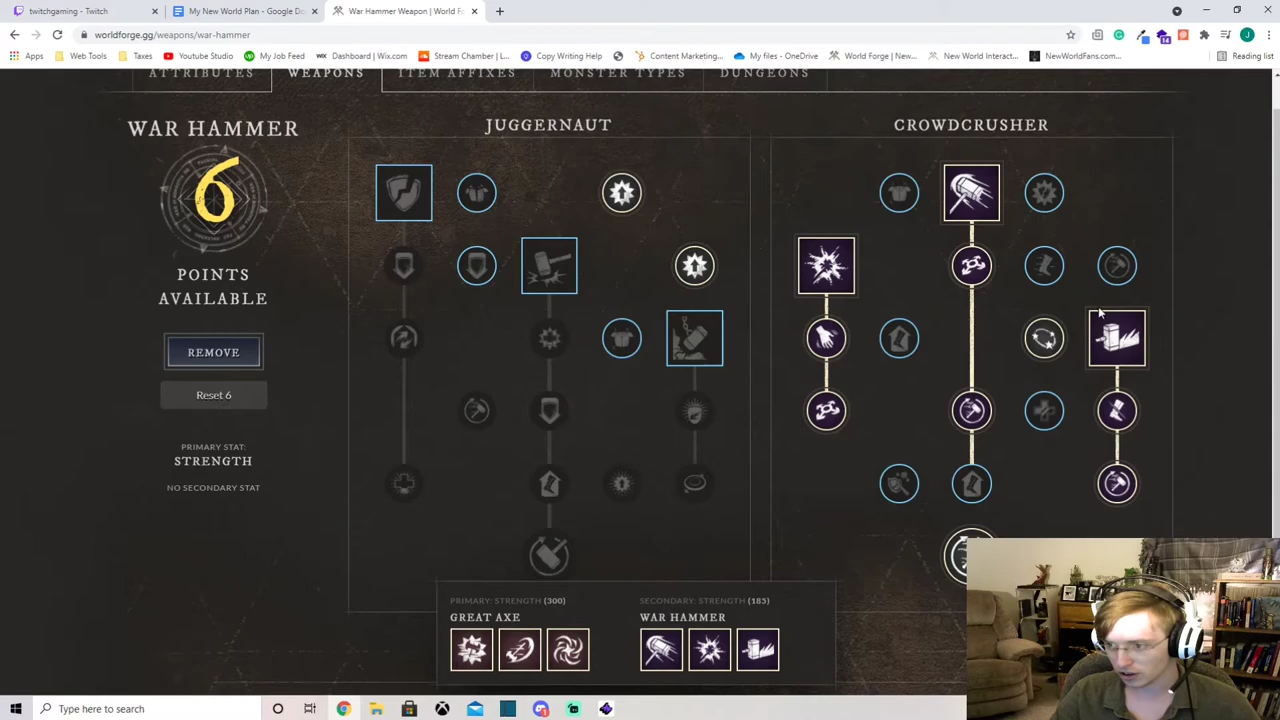 twitchgaming - Twitch
My New World Plan - Google Do
War Hammer Weapon | World Fo
worldforge.gg/weapons/war-hammer
Apps
Web Tools
Taxes
Youtube Studio
My Job Feed
WIX Dashboard | Wix.com
Stream Chamber | L...
Copy Writing Help
Content Marketing...
My files - OneDrive
World Forge | New...
New World Interact...
NewWorldFans.com...
Reading list
ATTRIBUTES
WEAPONS
ITEM AFFIXES
MONSTER TYPES
DUNGEONS
WAR HAMMER
6
POINTS
AVAILABLE
REMOVE
Reset 6
PRIMARY STAT:
STRENGTH
NO SECONDARY STAT
JUGGERNAUT
CROWDCRUSHER
PRIMARY: STRENGTH (300)
GREAT AXE
SECONDARY: STRENGTH (185)
WAR HAMMER
Type here to search